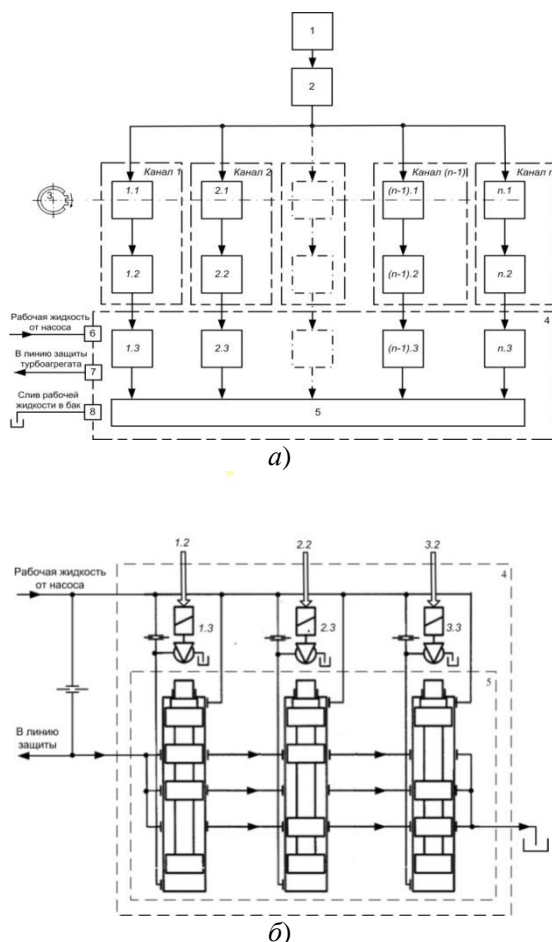 1
2
Канал 1
Канал 2
Канал (n-1)
Канал n
3
1.1
2.1
(n-1).1
n.1
1.2
2.2
(n-1).2
n.2
Рабочая жидкость
от насоса
6
4
В линию защиты
турбоагрегата
7
1.3
2.3
(n-1).3
n.3
Слив рабочей
жидкости в бак
8
5
а)
1.2
2.2
3.2
Рабочая жидкость
от насоса
4
1.3
2.3
3.3
5
В линию
защиты
б)